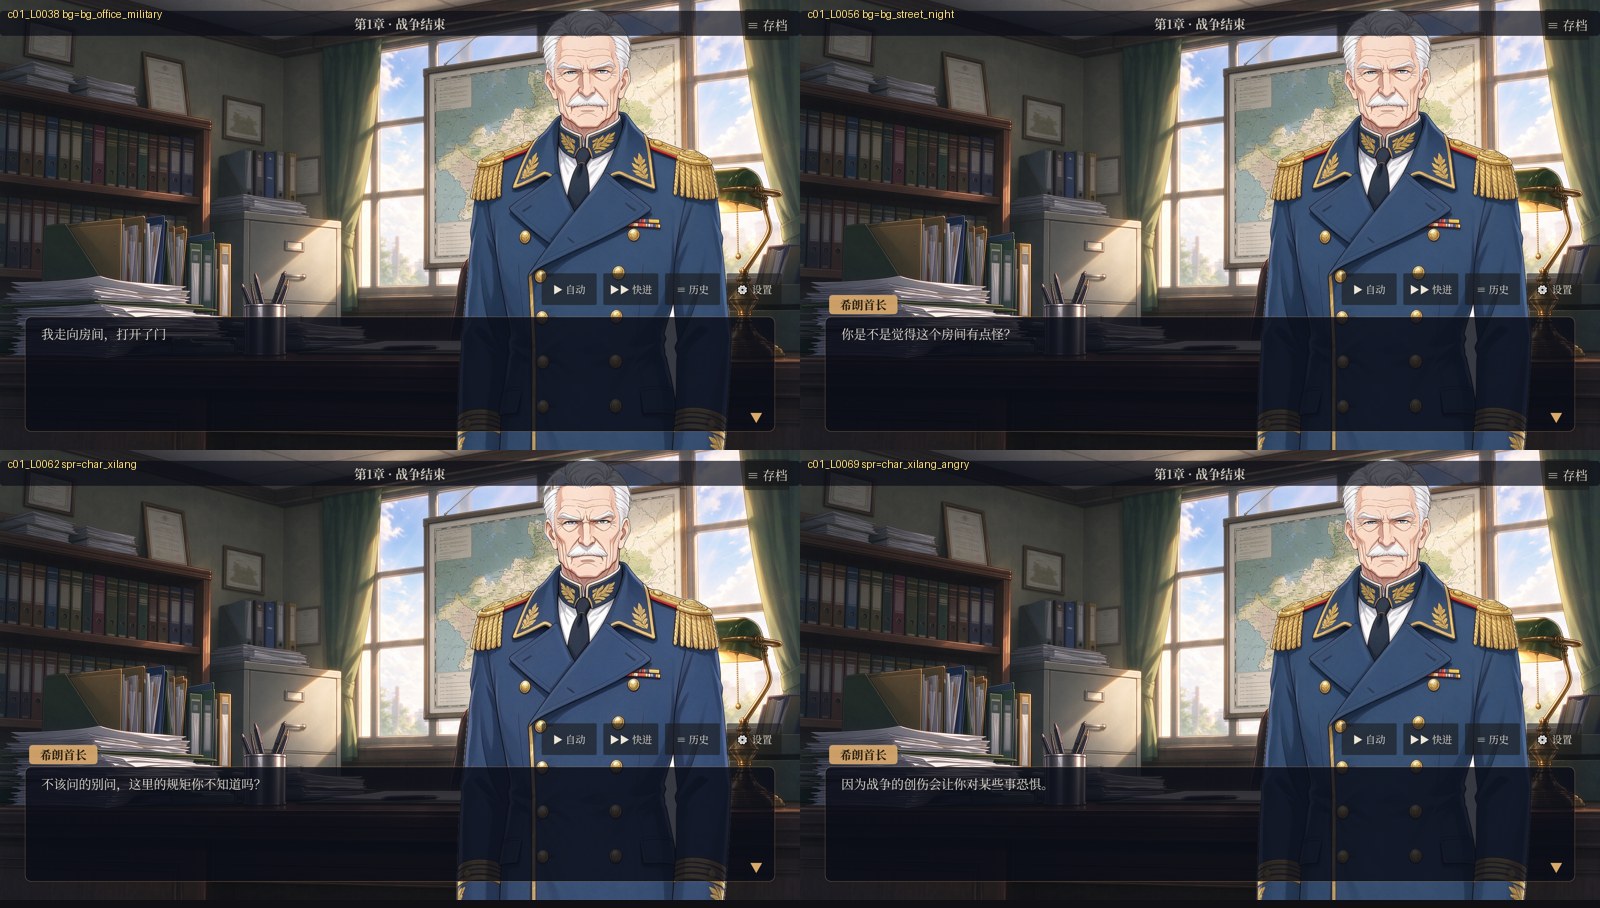 c01_L0038 bg=bg_office_military
第1章 · 战争结束
≡ 存档
▶ 自动
▶▶ 快进
≡ 历史
设置
我走向房间，打开了门
c01_L0056 bg=bg_street_night
第1章 · 战争结束
≡ 存档
▶ 自动
▶▶ 快进
≡ 历史
设置
希朗首长
你是不是觉得这个房间有点怪？
c01_L0062 spr=char_xilang
第1章 · 战争结束
≡ 存档
▶ 自动
▶▶ 快进
≡ 历史
设置
希朗首长
不该问的别问，这里的规矩你不知道吗？
c01_L0069 spr=char_xilang_angry
第1章 · 战争结束
≡ 存档
▶ 自动
▶▶ 快进
≡ 历史
设置
希朗首长
因为战争的创伤会让你对某些事恐惧。